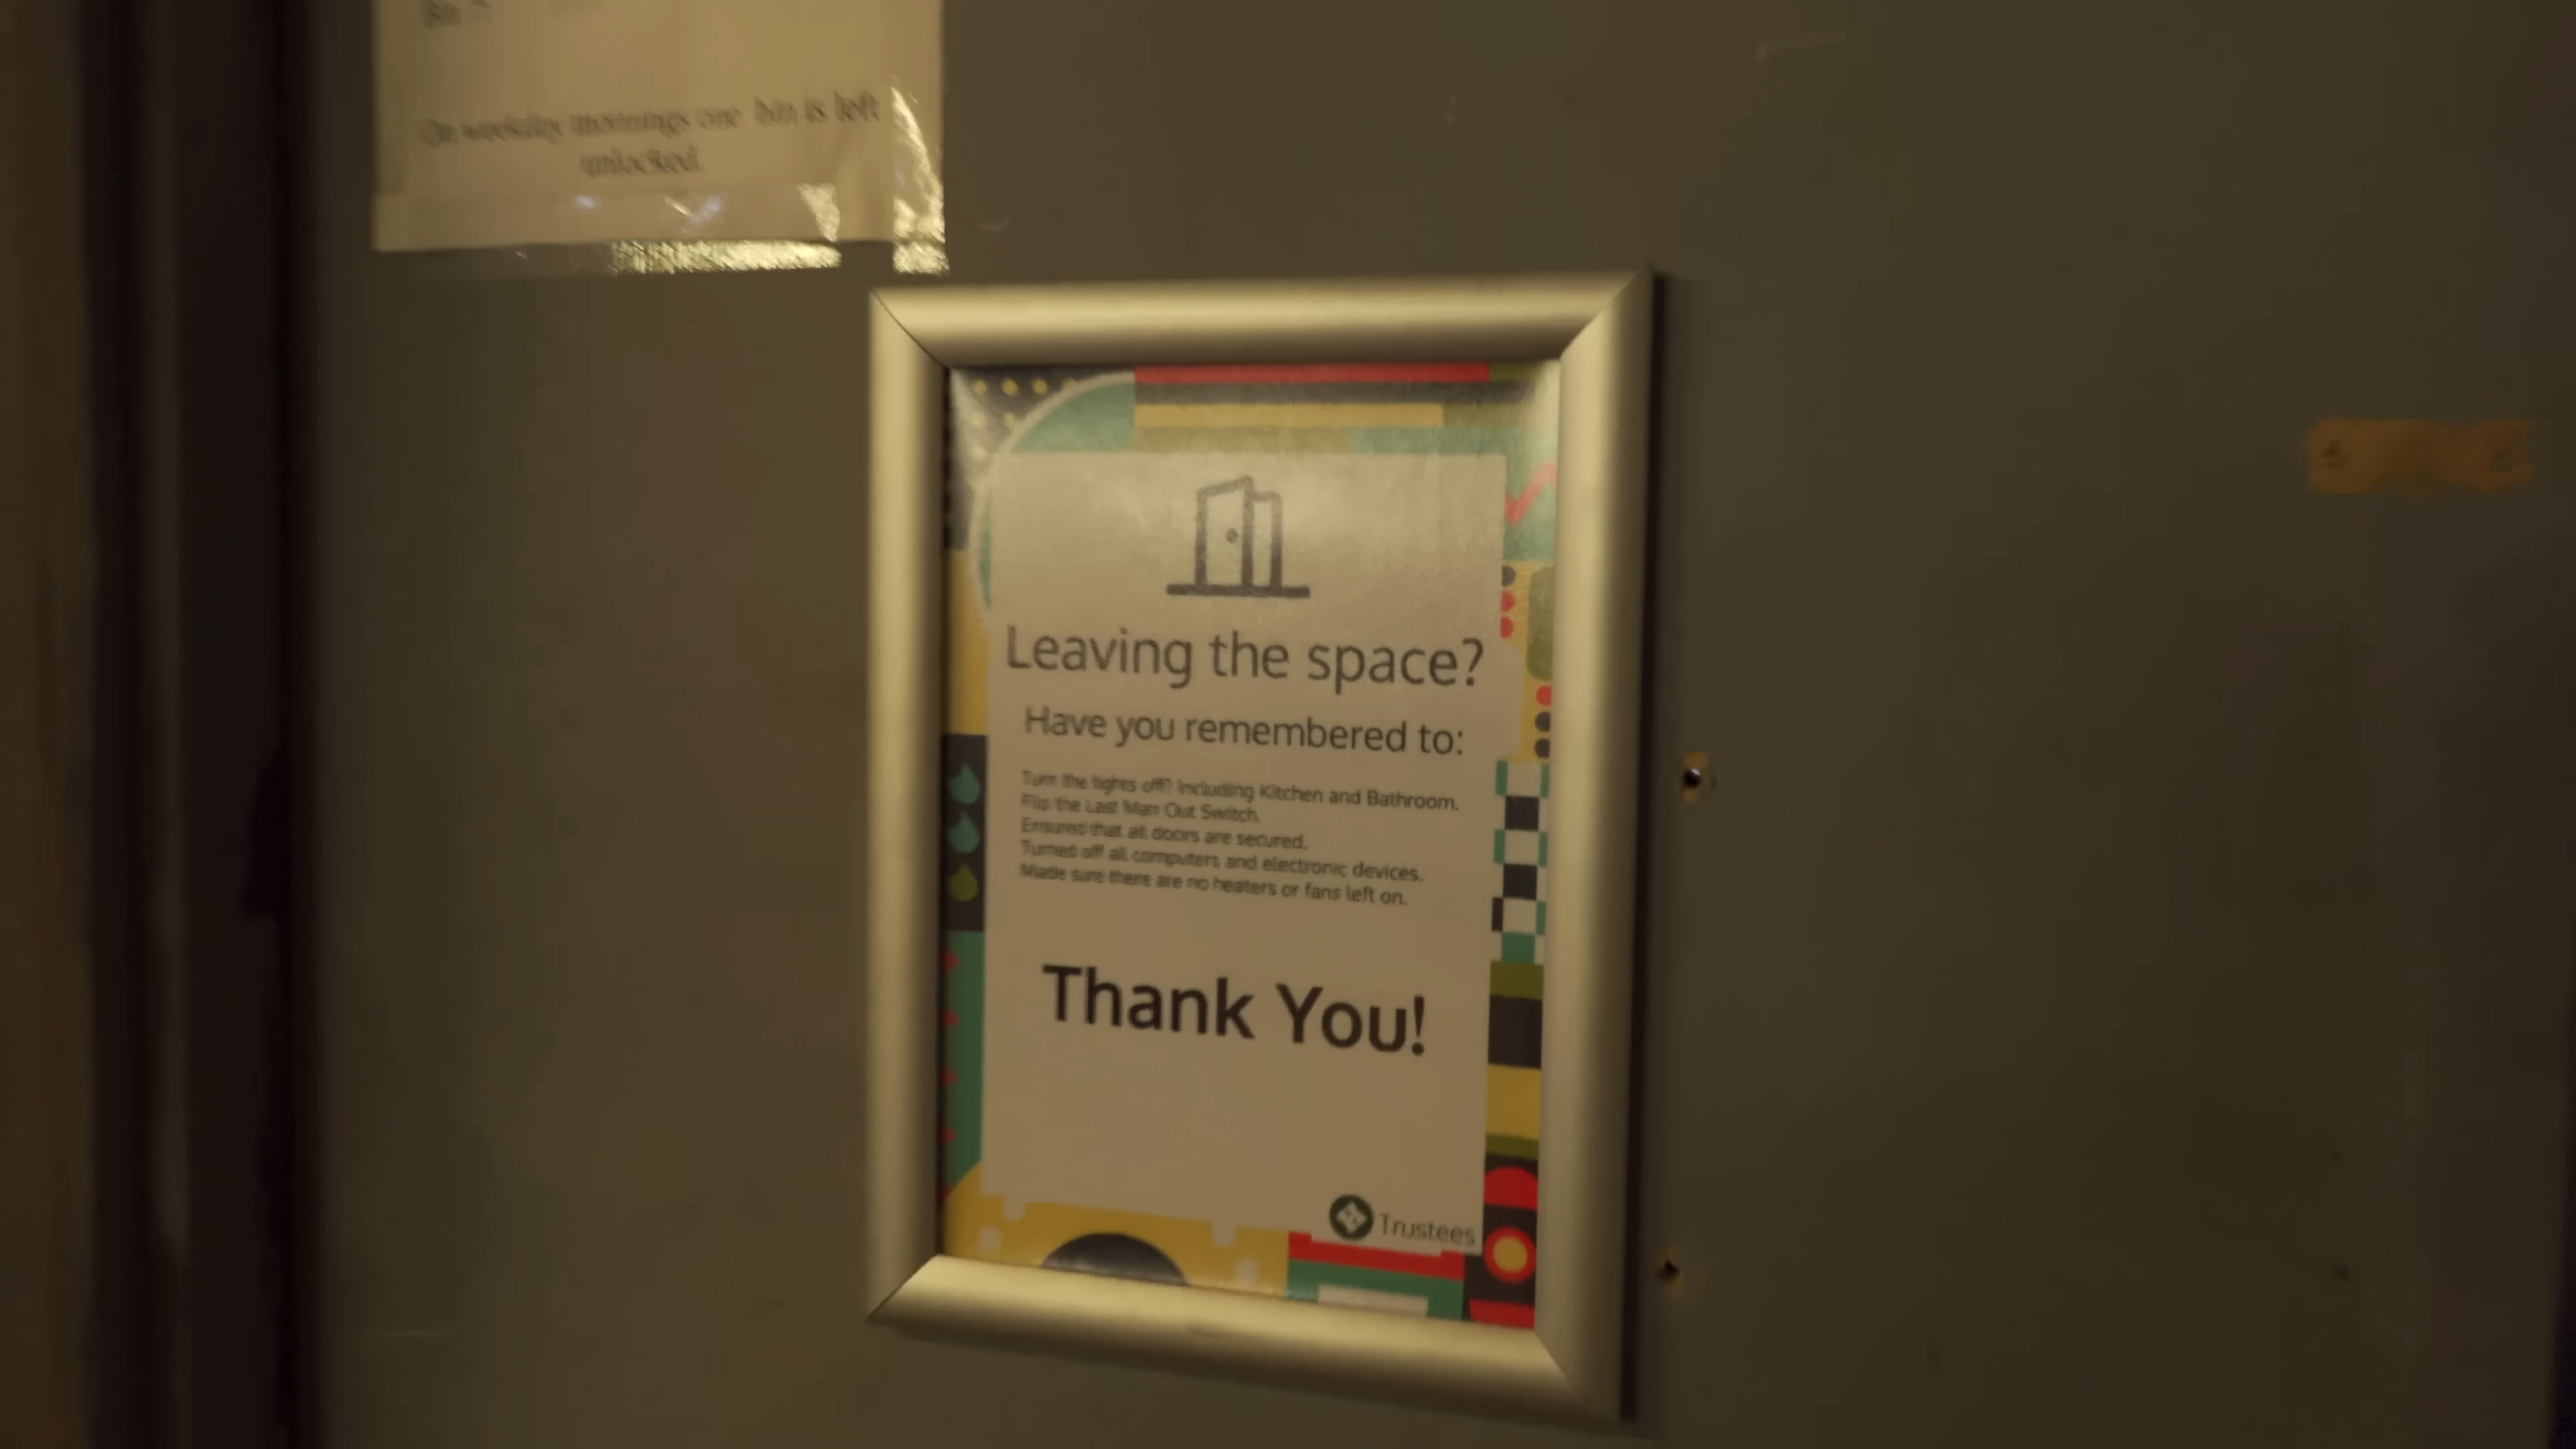 On weekday mornings one bin is left
unlocked.
Leaving the space?
Have you remembered to:
Turn the lights off? Including Kitchen and Bathroom.
Flip the Last Man Out Switch.
Ensured that all doors are secured.
Turned off all computers and electronic devices.
Made sure there are no heaters or fans left on.
Thank You!
Trustees